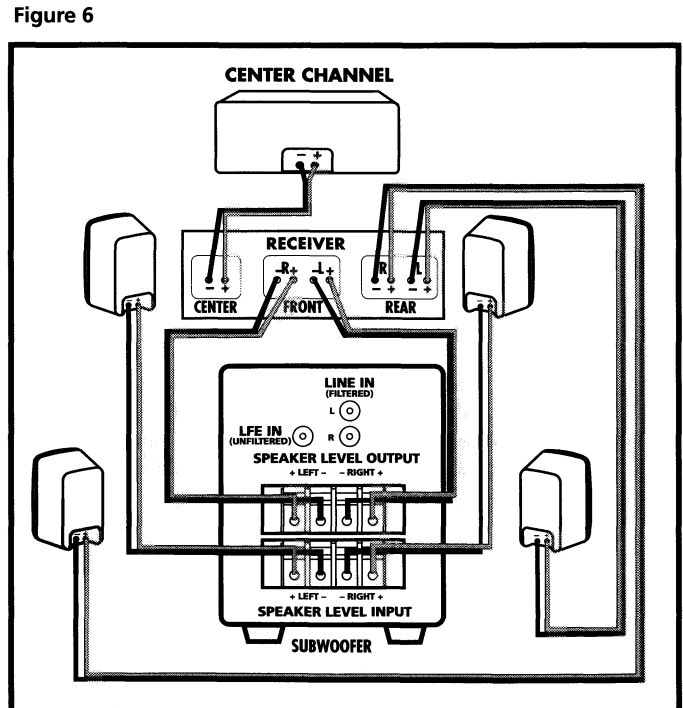 Figure 6
CENTER CHANNEL
− +
RECEIVER
−R+ −L+
R L
− + − + − +
CENTER FRONT REAR
− +
− +
LINE IN
(FILTERED)
L
LFE IN
(UNFILTERED)
R
SPEAKER LEVEL OUTPUT
+ LEFT − − RIGHT +
− +
− +
+ LEFT − − RIGHT +
SPEAKER LEVEL INPUT
SUBWOOFER